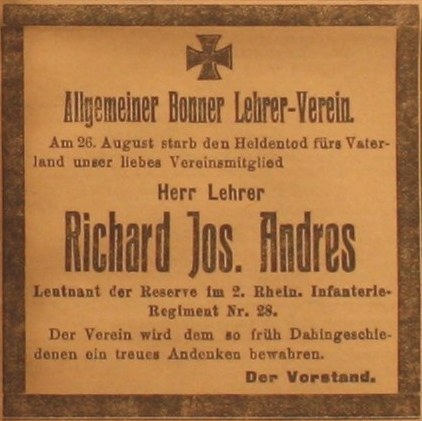 Allgemeiner Bonner Lehrer-Verein.
Am 26. August starb den Heldentod fürs Vater-
land unser liebes Vereinsmitglied
Herr Lehrer
Richard Jos. Andres
Leutnant der Reserve im 2. Rhein. Infanterie-
Regiment Nr. 28.
Der Verein wird dem so früh Dahingeschie-
denen ein treues Andenken bewahren.
Der Vorstand.